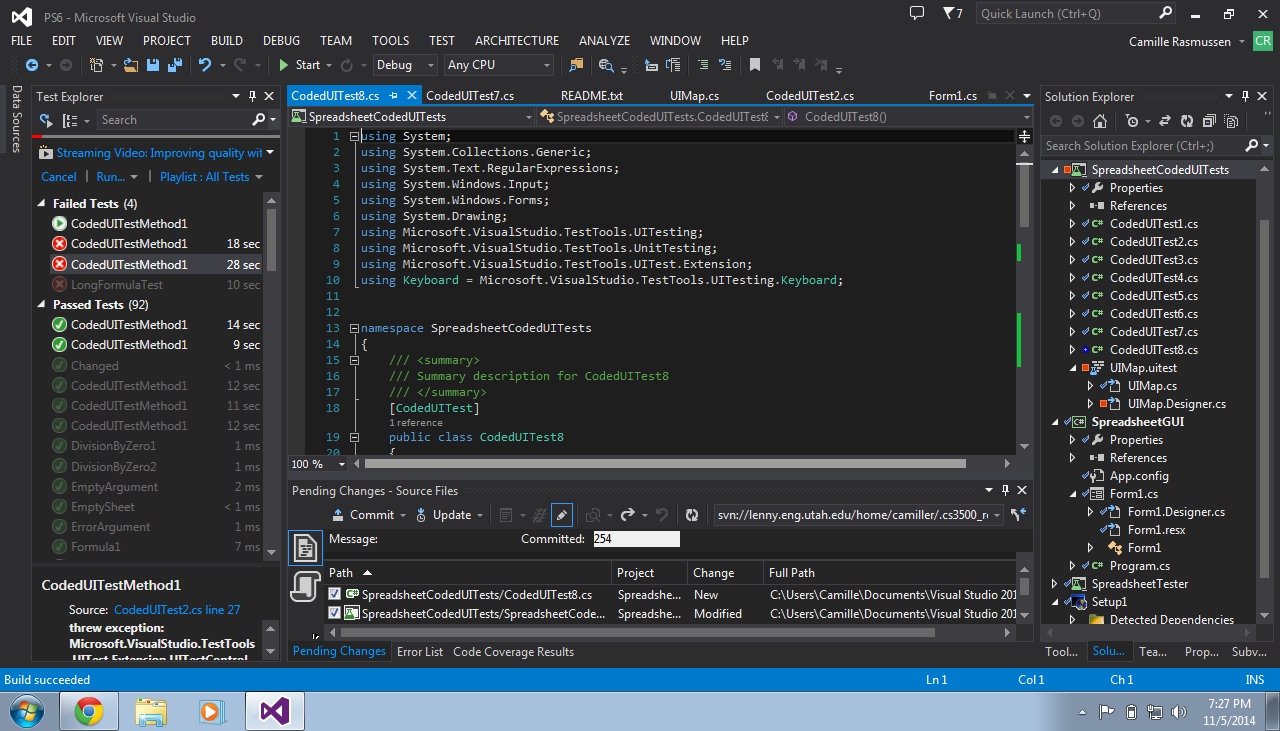 PS6 - Microsoft Visual Studio
7
Quick Launch (Ctrl+Q)
FILE EDIT VIEW PROJECT BUILD DEBUG TEAM TOOLS TEST ARCHITECTURE ANALYZE WINDOW HELP
Camille Rasmussen
CR
Start
Debug
Any CPU
Data Sources
Test Explorer
Search
Streaming Video: Improving quality wit
Cancel | Run... | Playlist : All Tests
Failed Tests (4)
CodedUITestMethod1
CodedUITestMethod1 18 sec
CodedUITestMethod1 28 sec
LongFormulaTest 10 sec
Passed Tests (92)
CodedUITestMethod1 14 sec
CodedUITestMethod1 9 sec
Changed < 1 ms
CodedUITestMethod1 12 sec
CodedUITestMethod1 11 sec
CodedUITestMethod1 12 sec
DivisionByZero1 1 ms
DivisionByZero2 1 ms
EmptyArgument 2 ms
EmptySheet < 1 ms
ErrorArgument 1 ms
Formula1 7 ms
CodedUITestMethod1
Source: CodedUITest2.cs line 27
threw exception:
Microsoft.VisualStudio.TestTools
.UITest.Extension.UITestControl
CodedUITest8.cs CodedUITest7.cs README.txt UIMap.cs CodedUITest2.cs Form1.cs
SpreadsheetCodedUITests
SpreadsheetCodedUITests.CodedUITest8
CodedUITest8()
1 using System;
2 using System.Collections.Generic;
3 using System.Text.RegularExpressions;
4 using System.Windows.Input;
5 using System.Windows.Forms;
6 using System.Drawing;
7 using Microsoft.VisualStudio.TestTools.UITesting;
8 using Microsoft.VisualStudio.TestTools.UnitTesting;
9 using Microsoft.VisualStudio.TestTools.UITest.Extension;
10 using Keyboard = Microsoft.VisualStudio.TestTools.UITesting.Keyboard;
11
12
13 namespace SpreadsheetCodedUITests
14 {
15 /// <summary>
16 /// Summary description for CodedUITest8
17 /// </summary>
18 [CodedUITest]
1 reference
19 public class CodedUITest8
20 {
100 %
Pending Changes - Source Files
Commit
Update
svn://lenny.eng.utah.edu/home/camiller/.cs3500_r
Message:
Committed: 254
Path Project Change Full Path
SpreadsheetCodedUITests/CodedUITest8.cs Spreadshe... New C:\Users\Camille\Documents\Visual Studio 201
SpreadsheetCodedUITests/SpreadsheetCode... Spreadshe... Modified C:\Users\Camille\Documents\Visual Studio 201
Pending Changes Error List Code Coverage Results
Solution Explorer
Search Solution Explorer (Ctrl+;)
SpreadsheetCodedUITests
Properties
References
CodedUITest1.cs
CodedUITest2.cs
CodedUITest3.cs
CodedUITest4.cs
CodedUITest5.cs
CodedUITest6.cs
CodedUITest7.cs
CodedUITest8.cs
UIMap.uitest
UIMap.cs
UIMap.Designer.cs
SpreadsheetGUI
Properties
References
App.config
Form1.cs
Form1.Designer.cs
Form1.resx
Form1
Program.cs
SpreadsheetTester
Setup1
Detected Dependencies
Tool... Solu... Tea... Prop... Subv...
Build succeeded
Ln 1
Col 1
Ch 1
INS
7:27 PM
11/5/2014